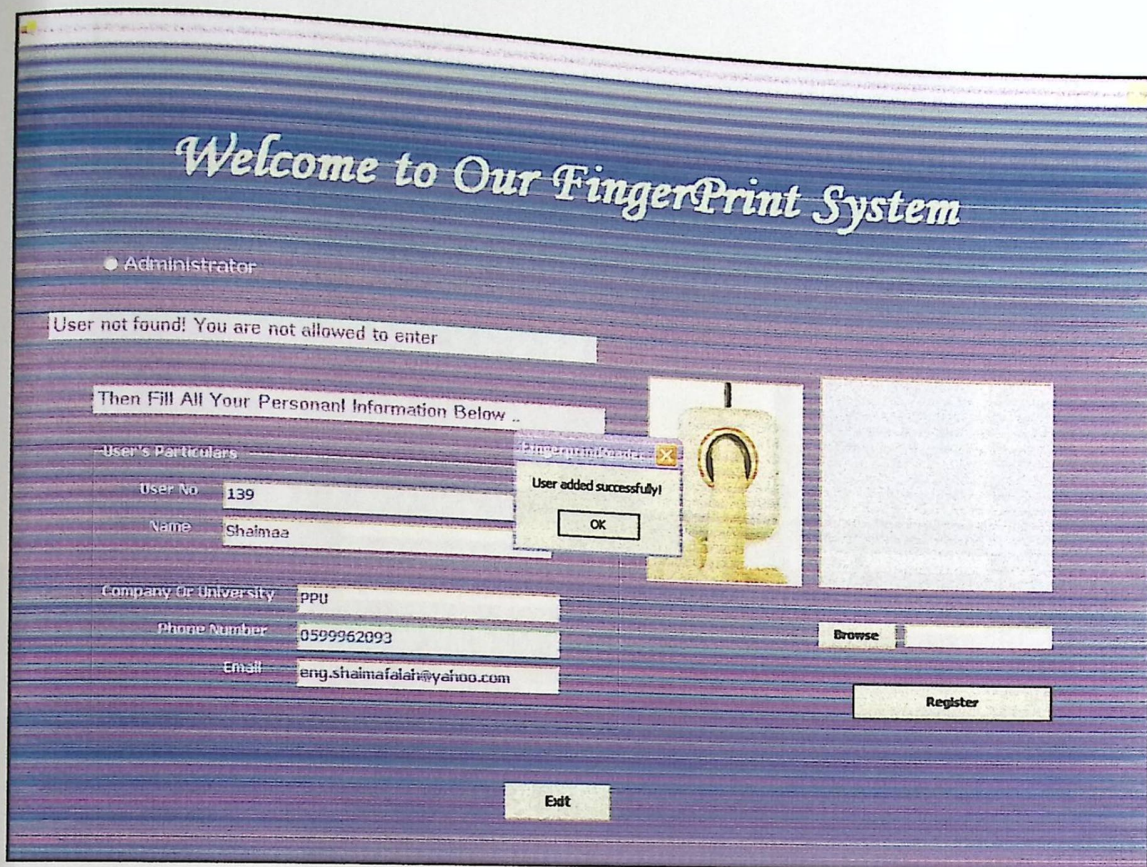 Welcome to Our FingerPrint System
Administrator
User not found! You are not allowed to enter
Then Fill All Your Personanl Information Below ..
User's Particulars
FingerprintReader
User added successfully!
OK
User No 139
Name Shaimaa
Company Or University PPU
Phone Number 0599962093
Email eng.shaimafalah@yahoo.com
Browse
Register
Exit